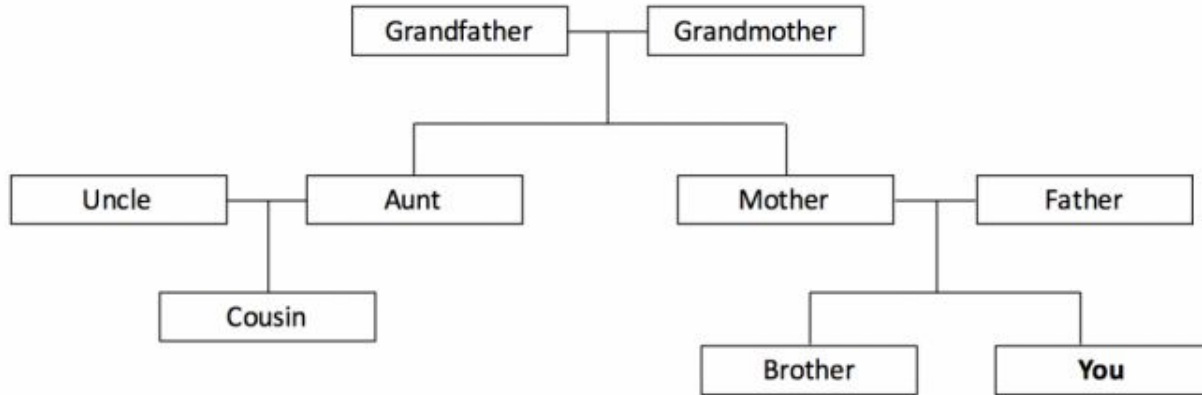 Grandfather
Grandmother
Uncle
Aunt
Mother
Father
Cousin
Brother
You